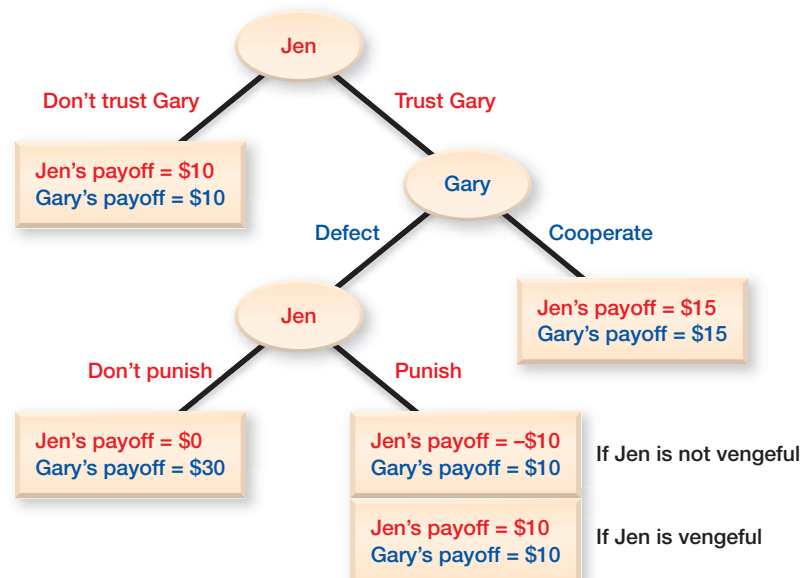 Jen
Don't trust Gary
Trust Gary
Jen's payoff = $10
Gary's payoff = $10
Gary
Defect
Cooperate
Jen's payoff = $15
Gary's payoff = $15
Jen
Don't punish
Punish
Jen's payoff = $0
Gary's payoff = $30
Jen's payoff = –$10
Gary's payoff = $10
If Jen is not vengeful
Jen's payoff = $10
Gary's payoff = $10
If Jen is vengeful